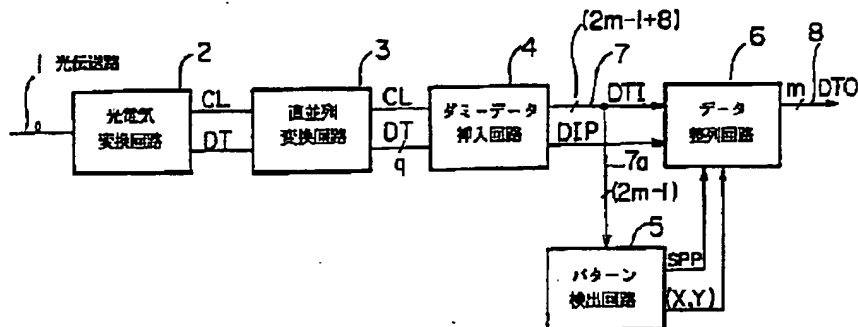 1 光伝送路
2
光電気
変換回路
CL
DT
3
直並列
変換回路
CL
DT
q
4
ダミーデータ
挿入回路
(2m-1+8)
7
DTI
DIP
7a
(2m-1)
5
パターン
検出回路
SPP
(X,Y)
6
データ
整列回路
m
8
DTO